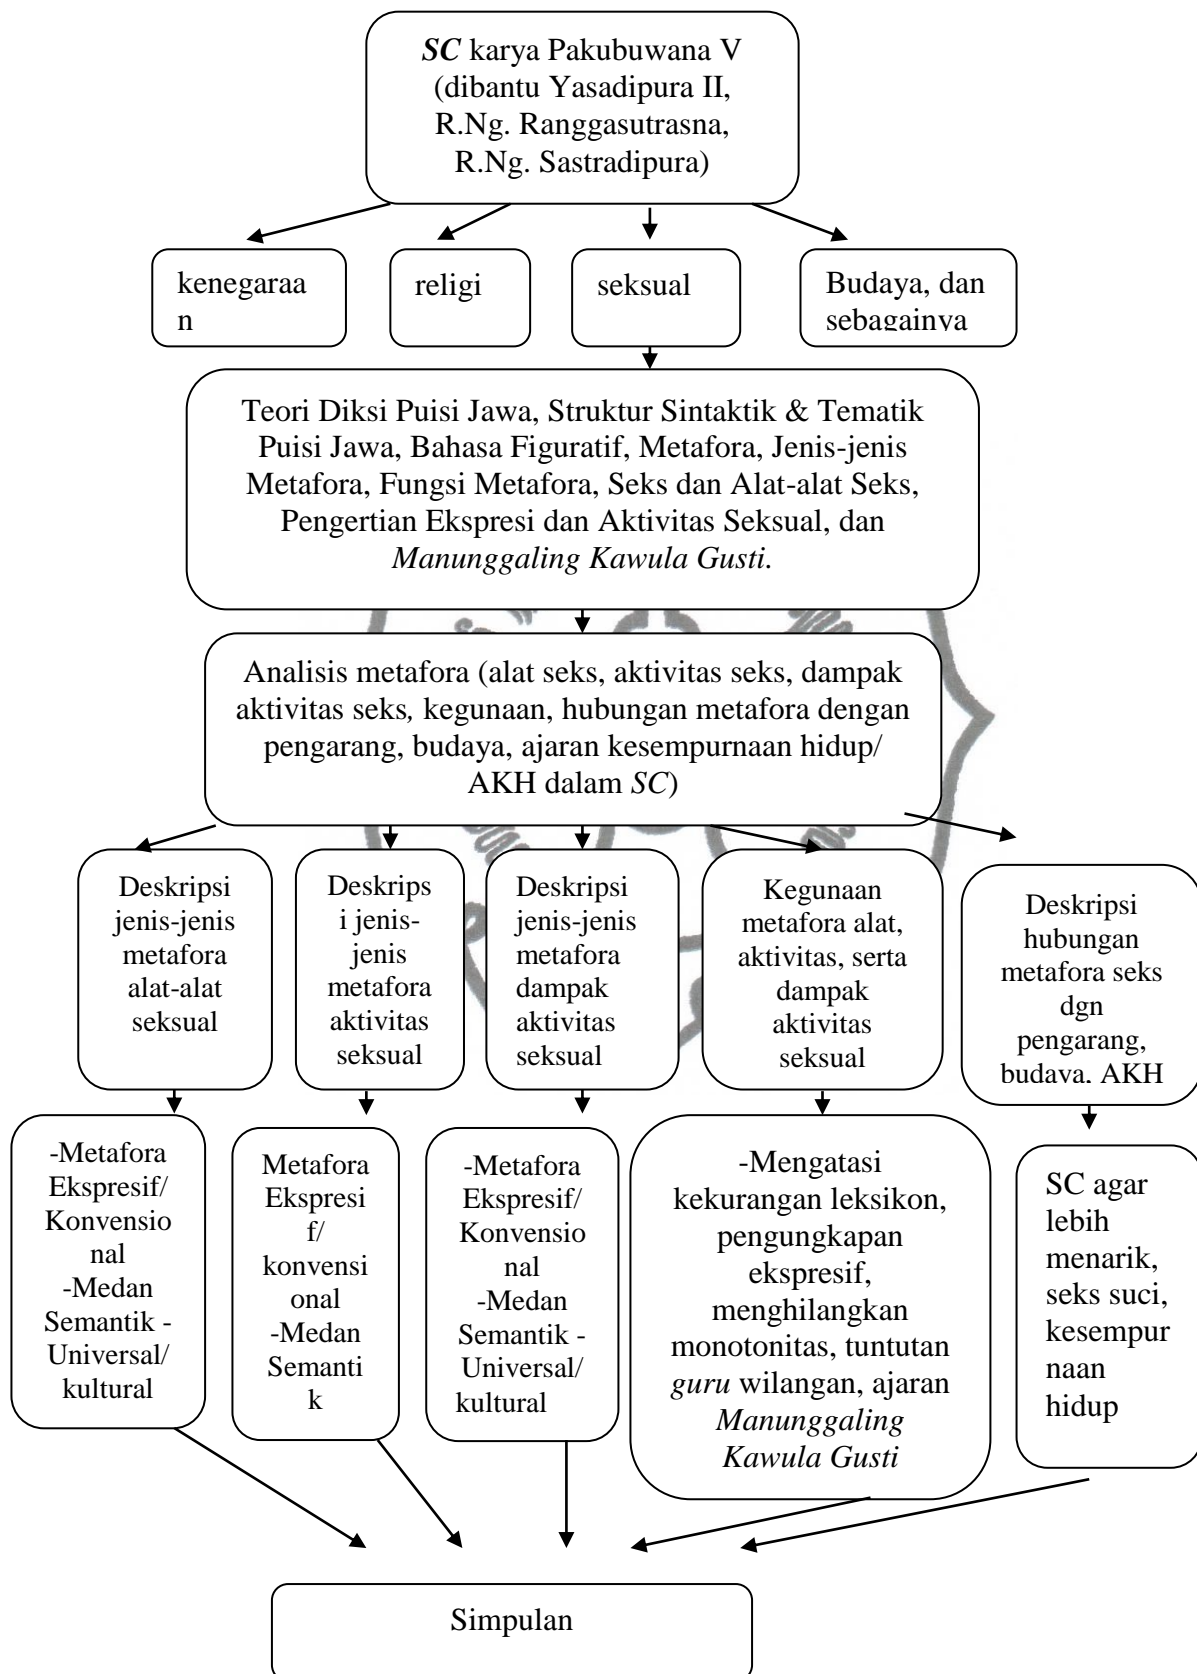 SC karya Pakubuwana V
(dibantu Yasadipura II,
R.Ng. Ranggasutrasna,
R.Ng. Sastradipura)
kenegaraa
n
religi
seksual
Budaya, dan
sebagainya
Teori Diksi Puisi Jawa, Struktur Sintaktik & Tematik
Puisi Jawa, Bahasa Figuratif, Metafora, Jenis-jenis
Metafora, Fungsi Metafora, Seks dan Alat-alat Seks,
Pengertian Ekspresi dan Aktivitas Seksual, dan
Manunggaling Kawula Gusti.
Analisis metafora (alat seks, aktivitas seks, dampak
aktivitas seks, kegunaan, hubungan metafora dengan
pengarang, budaya, ajaran kesempurnaan hidup/
AKH dalam SC)
Deskripsi
jenis-jenis
metafora
alat-alat
seksual
Deskrips
i jenis-
jenis
metafora
aktivitas
seksual
Deskripsi
jenis-jenis
metafora
dampak
aktivitas
seksual
Kegunaan
metafora alat,
aktivitas, serta
dampak
aktivitas
seksual
Deskripsi
hubungan
metafora seks
dgn
pengarang,
budaya, AKH
-Metafora
Ekspresif/
Konvensio
nal
-Medan
Semantik -
Universal/
kultural
Metafora
Ekspresi
f/
konvensi
onal
-Medan
Semanti
k
-Metafora
Ekspresif/
Konvensio
nal
-Medan
Semantik -
Universal/
kultural
-Mengatasi
kekurangan leksikon,
pengungkapan
ekspresif,
menghilangkan
monotonitas, tuntutan
guru wilangan, ajaran
Manunggaling
Kawula Gusti
SC agar
lebih
menarik,
seks suci,
kesempur
naan
hidup
Simpulan